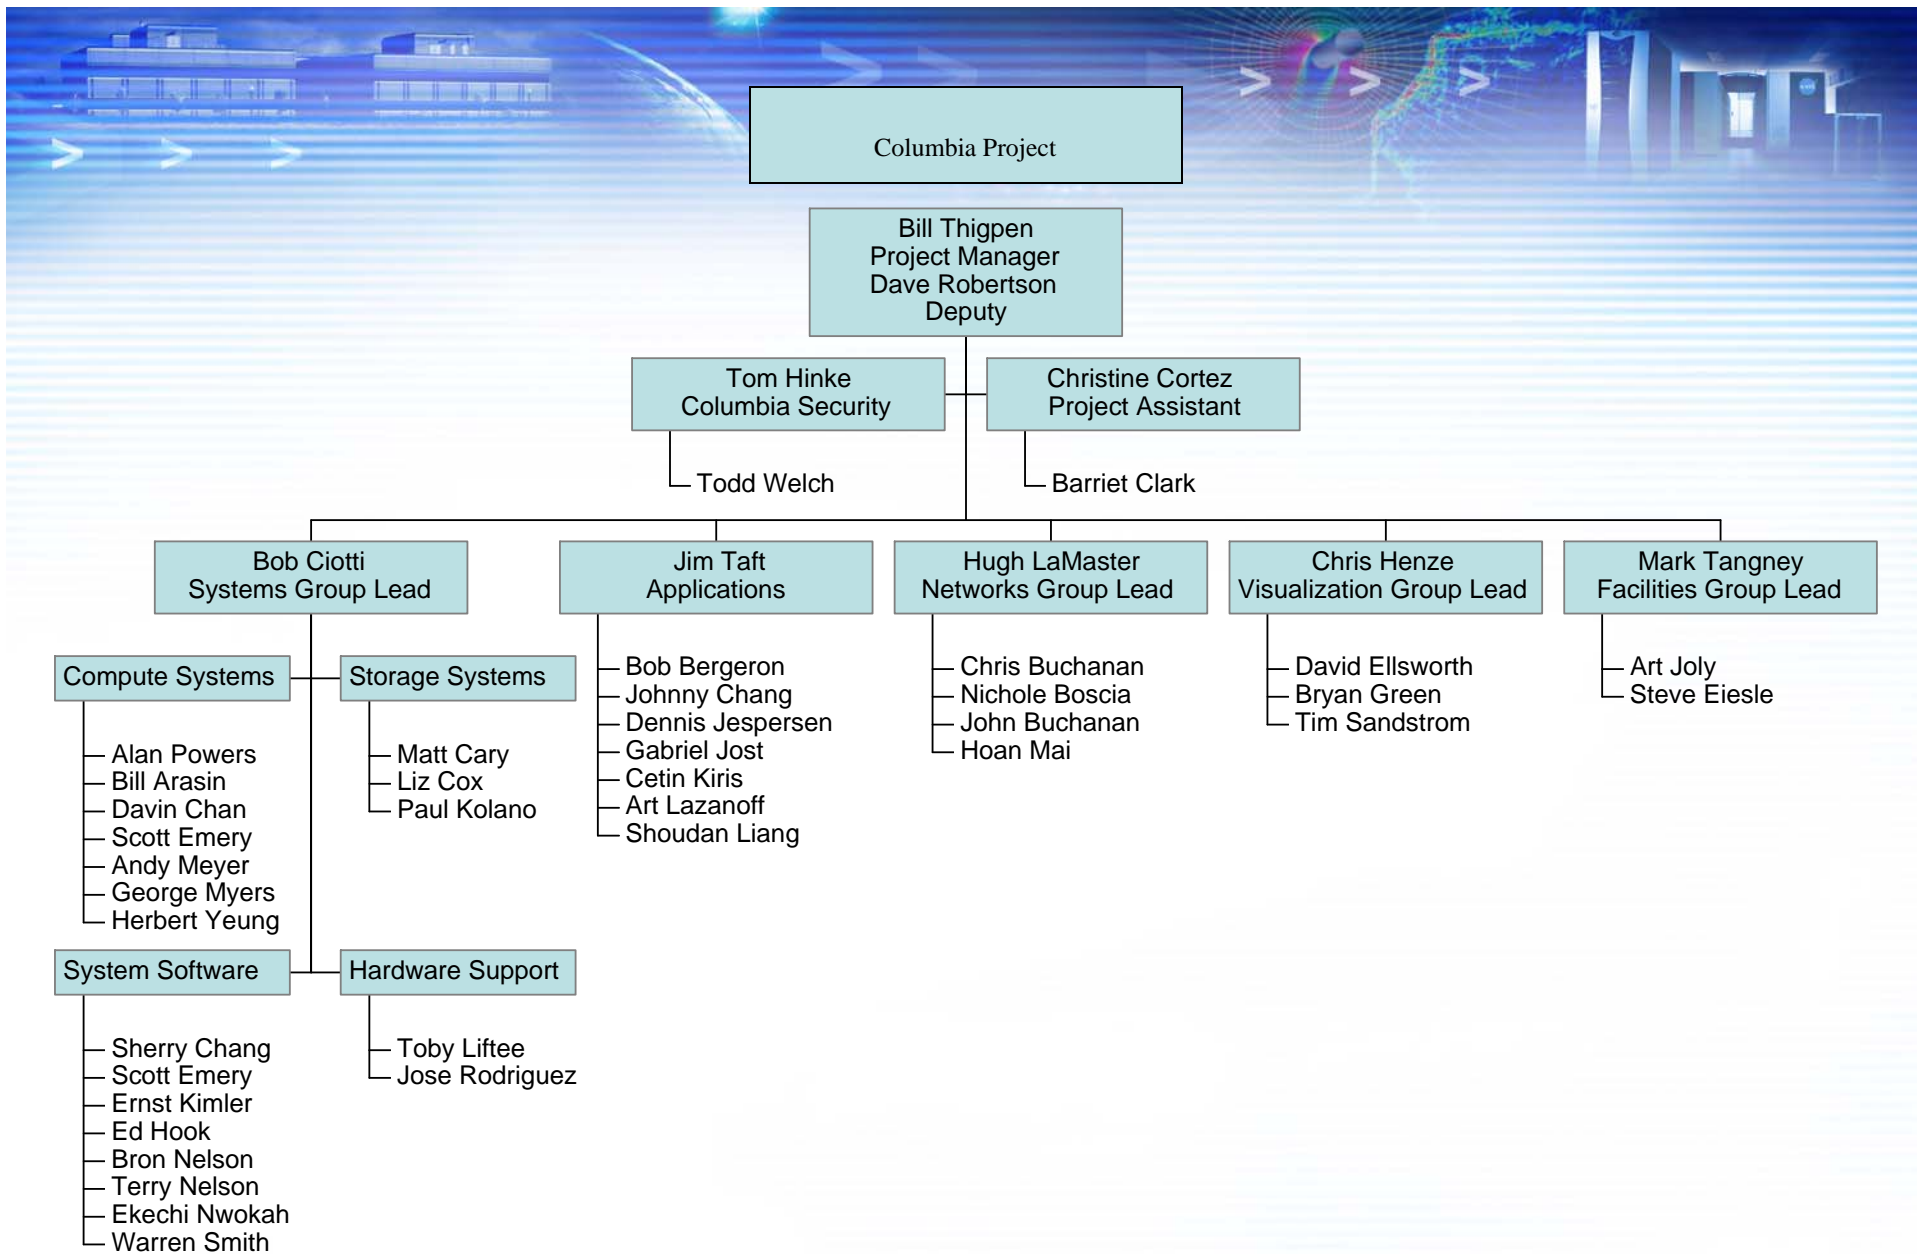 Columbia Project
Bill Thigpen
Project Manager
Dave Robertson
Deputy
Tom Hinke
Columbia Security
Christine Cortez
Project Assistant
Todd Welch
Barriet Clark
Bob Ciotti
Systems Group Lead
Jim Taft
Applications
Hugh LaMaster
Networks Group Lead
Chris Henze
Visualization Group Lead
Mark Tangney
Facilities Group Lead
Compute Systems
Alan Powers
Bill Arasin
Davin Chan
Scott Emery
Andy Meyer
George Myers
Herbert Yeung
Storage Systems
Matt Cary
Liz Cox
Paul Kolano
System Software
Sherry Chang
Scott Emery
Ernst Kimler
Ed Hook
Bron Nelson
Terry Nelson
Ekechi Nwokah
Warren Smith
Hardware Support
Toby Liftee
Jose Rodriguez
Bob Bergeron
Johnny Chang
Dennis Jespersen
Gabriel Jost
Cetin Kiris
Art Lazanoff
Shoudan Liang
Chris Buchanan
Nichole Boscia
John Buchanan
Hoan Mai
David Ellsworth
Bryan Green
Tim Sandstrom
Art Joly
Steve Eiesle